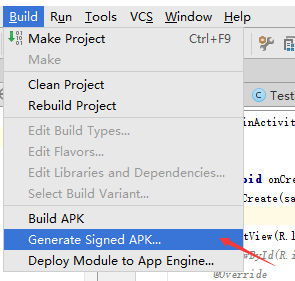 Build Run Tools VCS Window Help
Make Project Ctrl+F9
Make
Clean Project
Rebuild Project
Edit Build Types...
Edit Flavors...
Edit Libraries and Dependencies...
Select Build Variant...
Build APK
Generate Signed APK...
Deploy Module to App Engine...
Test
inActivi
oid onCre
Create(sa
tView(R.l
wById(R.i
@Override